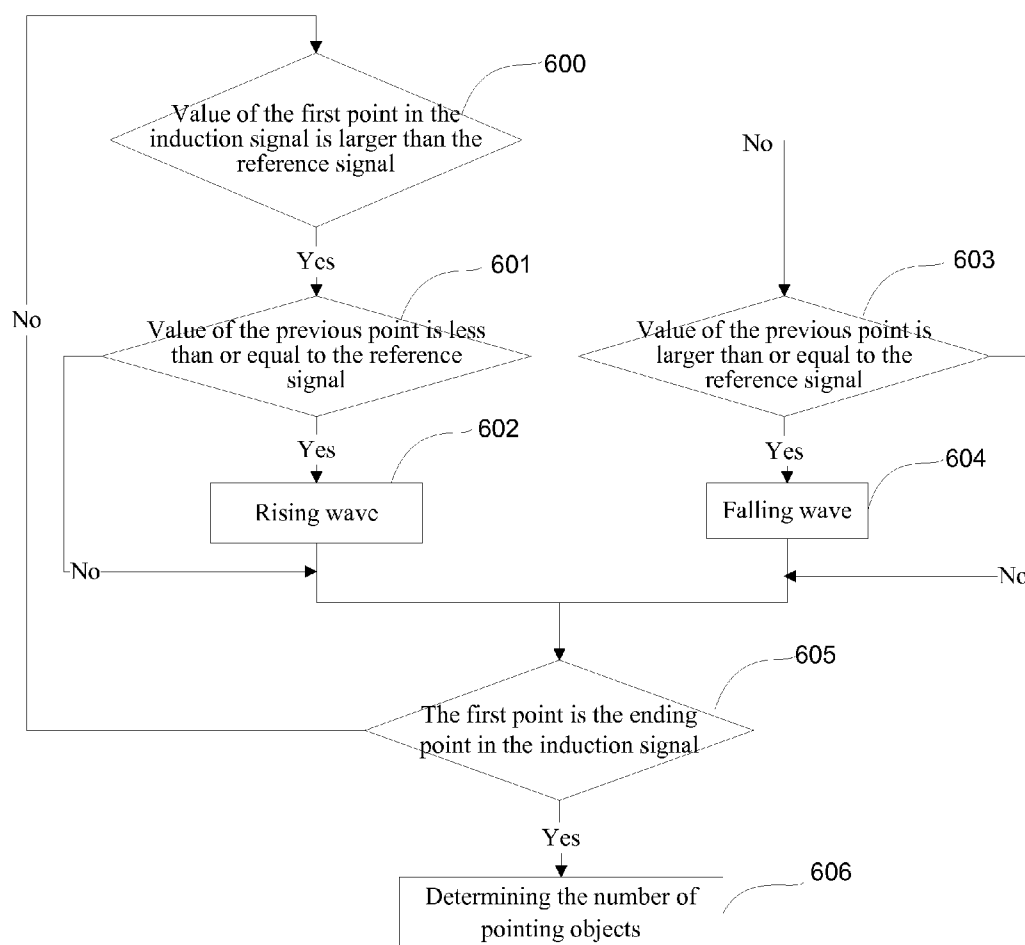 600
Value of the first point in the
induction signal is larger than the
reference signal
No
Yes
601
603
No
Value of the previous point is less
than or equal to the reference
signal
Value of the previous point is
larger than or equal to the
reference signal
Yes
602
Yes
604
Rising wave
Falling wave
No
No
605
The first point is the ending
point in the induction signal
Yes
606
Determining the number of
pointing objects